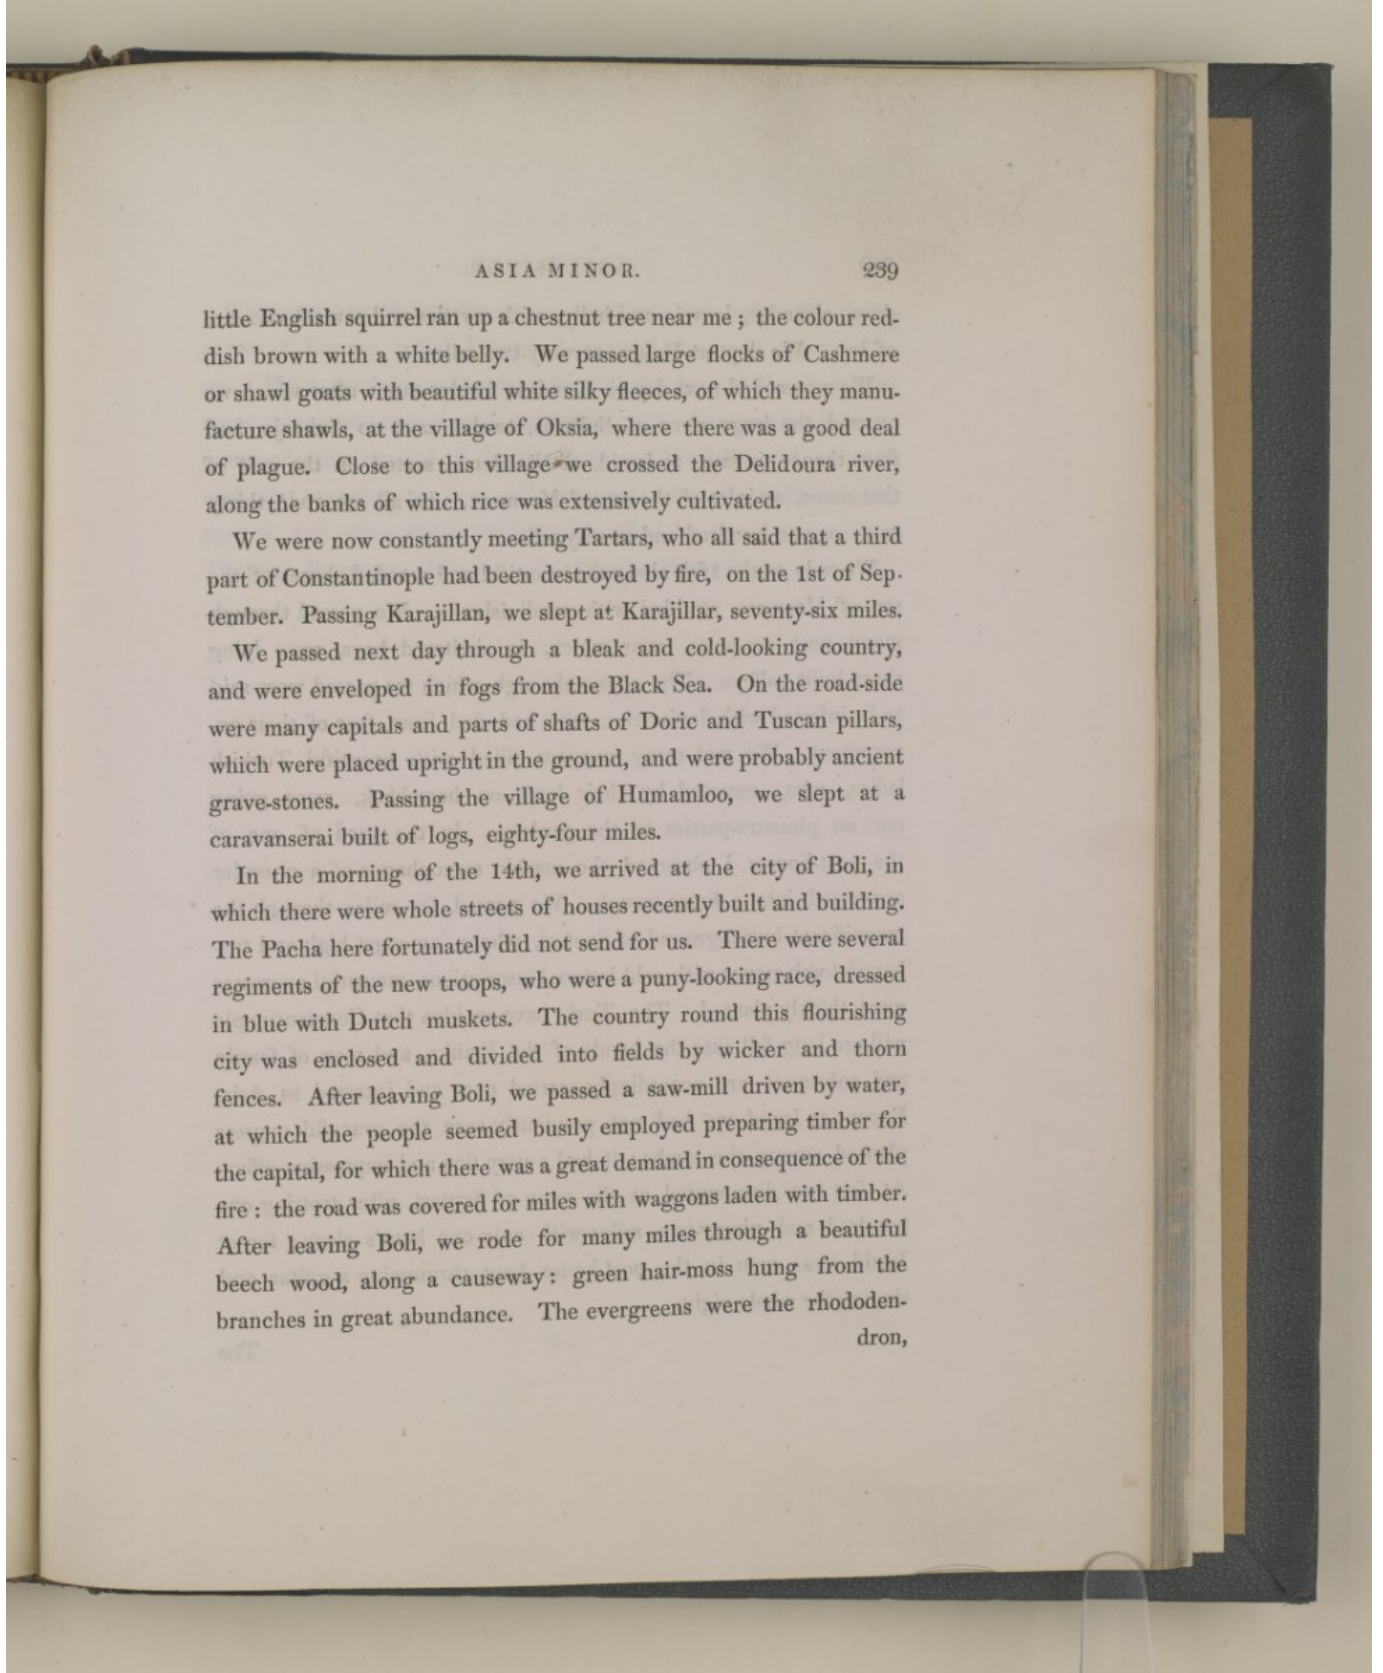 ASIA MINOR. 239
little English squirrel ran up a chestnut tree near me ; the colour red-
dish brown with a white belly. We passed large flocks of Cashmere
or shawl goats with beautiful white silky fleeces, of which they manu-
facture shawls, at the village of Oksia, where there was a good deal
of plague. Close to this village we crossed the Delidoura river,
along the banks of which rice was extensively cultivated.
We were now constantly meeting Tartars, who all said that a third
part of Constantinople had been destroyed by fire, on the 1st of Sep-
tember. Passing Karajillan, we slept at Karajillar, seventy-six miles.
We passed next day through a bleak and cold-looking country,
and were enveloped in fogs from the Black Sea. On the road-side
were many capitals and parts of shafts of Doric and Tuscan pillars,
which were placed upright in the ground, and were probably ancient
grave-stones. Passing the village of Humamloo, we slept at a
caravanserai built of logs, eighty-four miles.
In the morning of the 14th, we arrived at the city of Boli, in
which there were whole streets of houses recently built and building.
The Pacha here fortunately did not send for us. There were several
regiments of the new troops, who were a puny-looking race, dressed
in blue with Dutch muskets. The country round this flourishing
city was enclosed and divided into fields by wicker and thorn
fences. After leaving Boli, we passed a saw-mill driven by water,
at which the people seemed busily employed preparing timber for
the capital, for which there was a great demand in consequence of the
fire : the road was covered for miles with waggons laden with timber.
After leaving Boli, we rode for many miles through a beautiful
beech wood, along a causeway: green hair-moss hung from the
branches in great abundance. The evergreens were the rhododen-
dron,